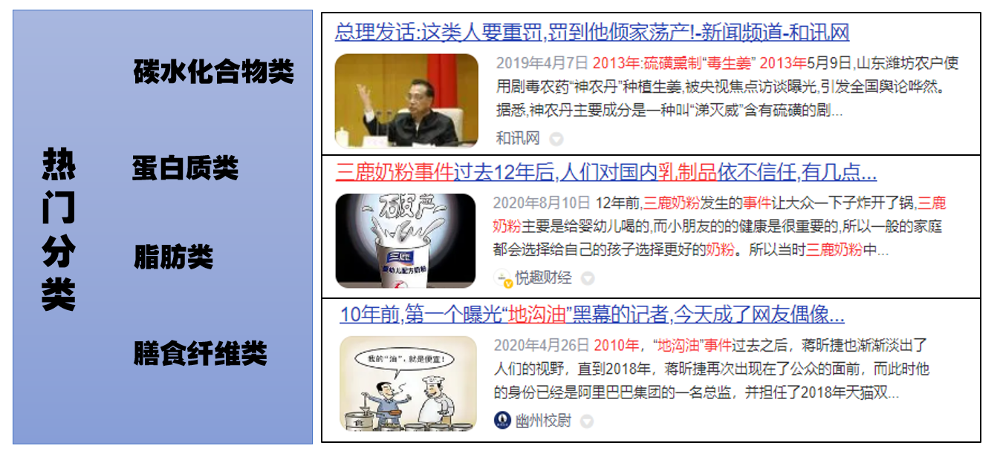 热门分类
碳水化合物类
蛋白质类
脂肪类
膳食纤维类
总理发话:这类人要重罚,罚到他倾家荡产!-新闻频道-和讯网
2019年4月7日 2013年:硫磺熏制“毒生姜” 2013年5月9日,山东潍坊农户使
用剧毒农药“神农丹”种植生姜,被央视焦点访谈曝光,引发全国舆论哗然。
据悉,神农丹主要成分是一种叫“涕灭威”含有硫磺的剧...
和讯网
三鹿奶粉事件过去12年后,人们对国内乳制品依不信任,有几点...
破产
三鹿
婴幼儿配方奶粉
2020年8月10日 12年前,三鹿奶粉发生的事件让大众一下子炸开了锅,三鹿
奶粉主要是给婴幼儿喝的,而小朋友的的健康是很重要的,所以一般的家庭
都会选择给自己的孩子选择更好的奶粉。所以当时三鹿奶粉中...
悦趣财经
10年前,第一个曝光“地沟油”黑幕的记者,今天成了网友偶像...
我的“油”,就是便宜!
食
2020年4月26日 2010年，“地沟油”事件过去之后，蒋昕捷也渐渐淡出了
人们的视野，直到2018年，蒋昕捷再次出现在了公众的面前，而此时他
的身份已经是阿里巴巴集团的一名总监，并担任了2018年天猫双...
幽州校尉